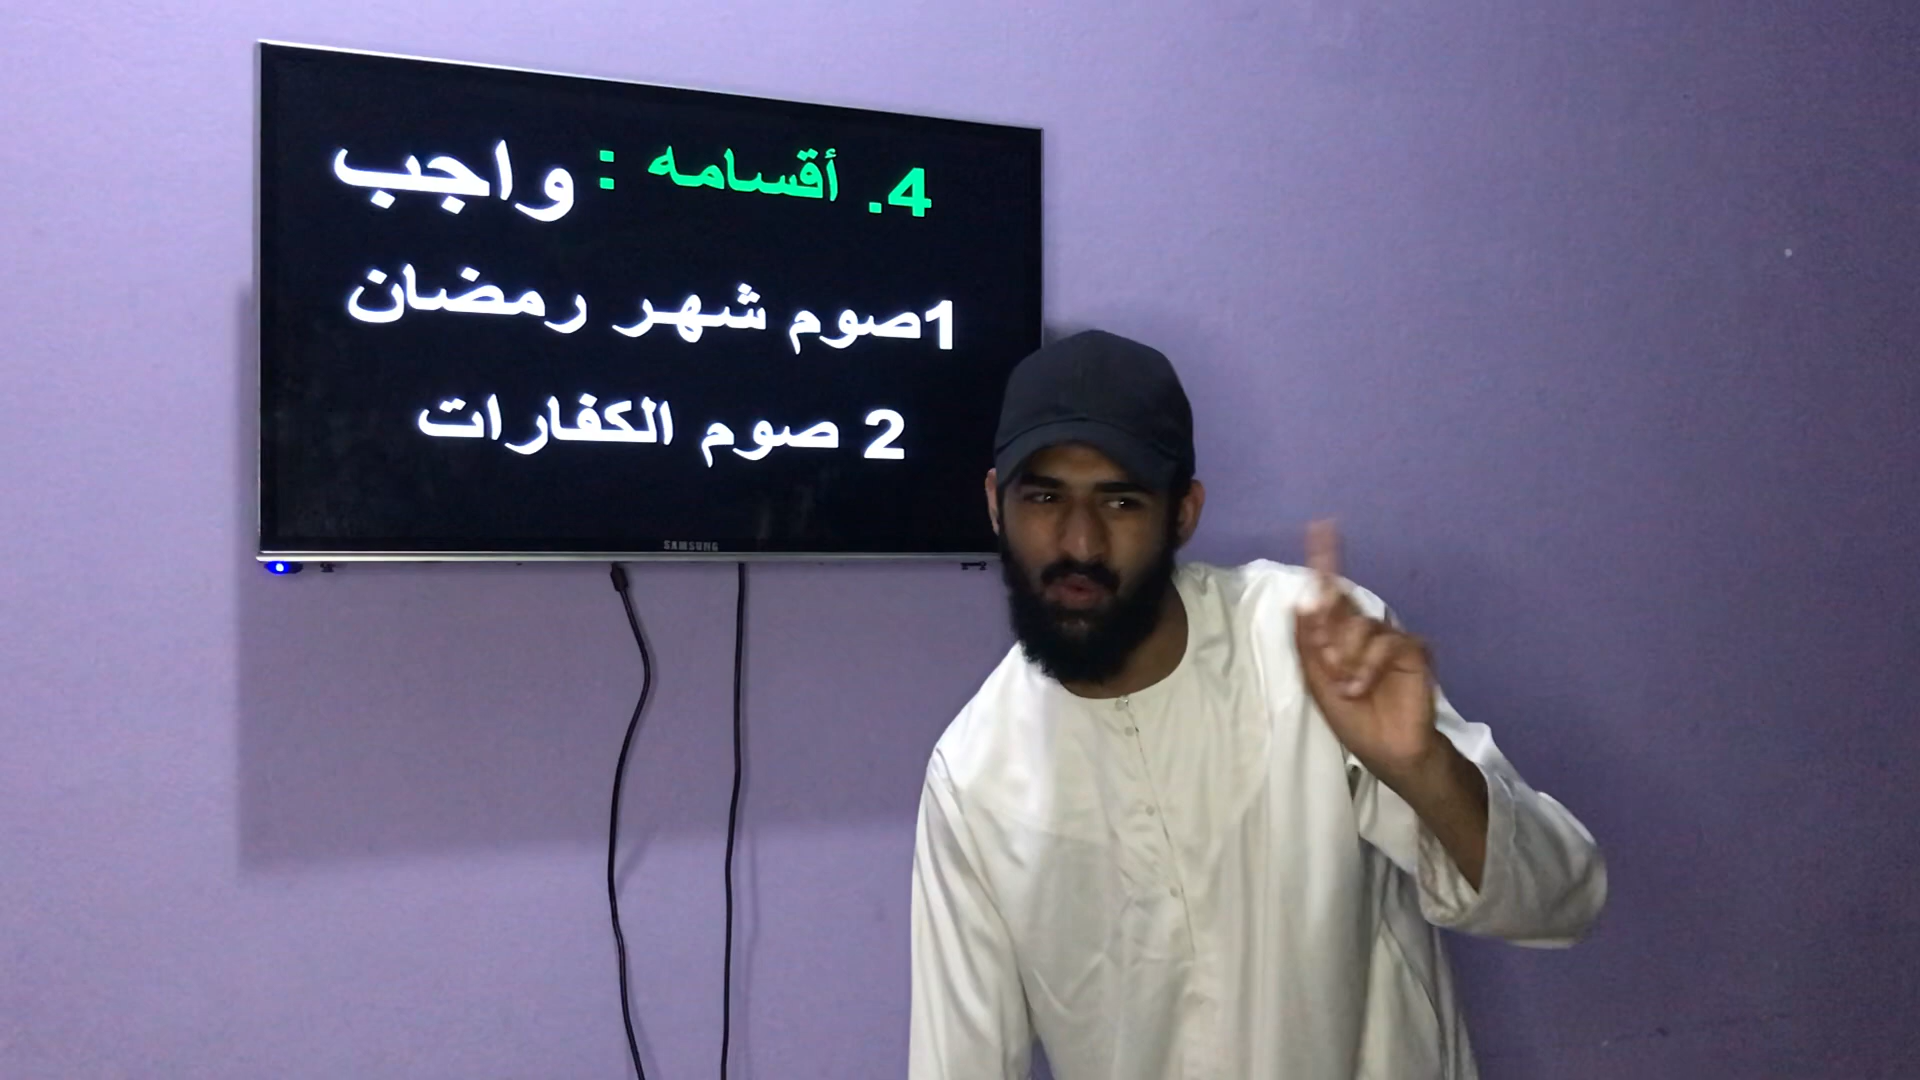 4. أقسامه : واجب
1صوم شهر رمضان
2 صوم الكفارات
SAMSUNG